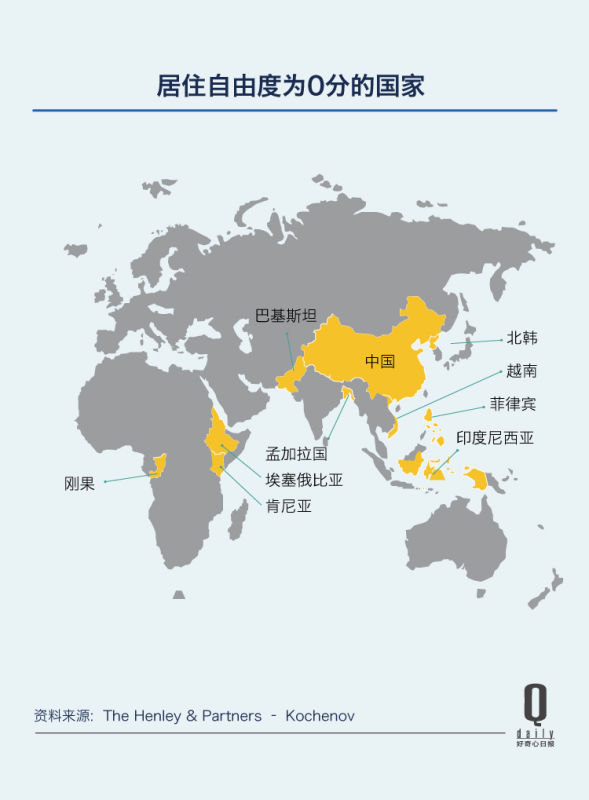 居住自由度为0分的国家
巴基斯坦
中国
北韩
越南
菲律宾
印度尼西亚
孟加拉国
埃塞俄比亚
肯尼亚
刚果
资料来源：The Henley & Partners - Kochenov
Q
daily
好奇心日报